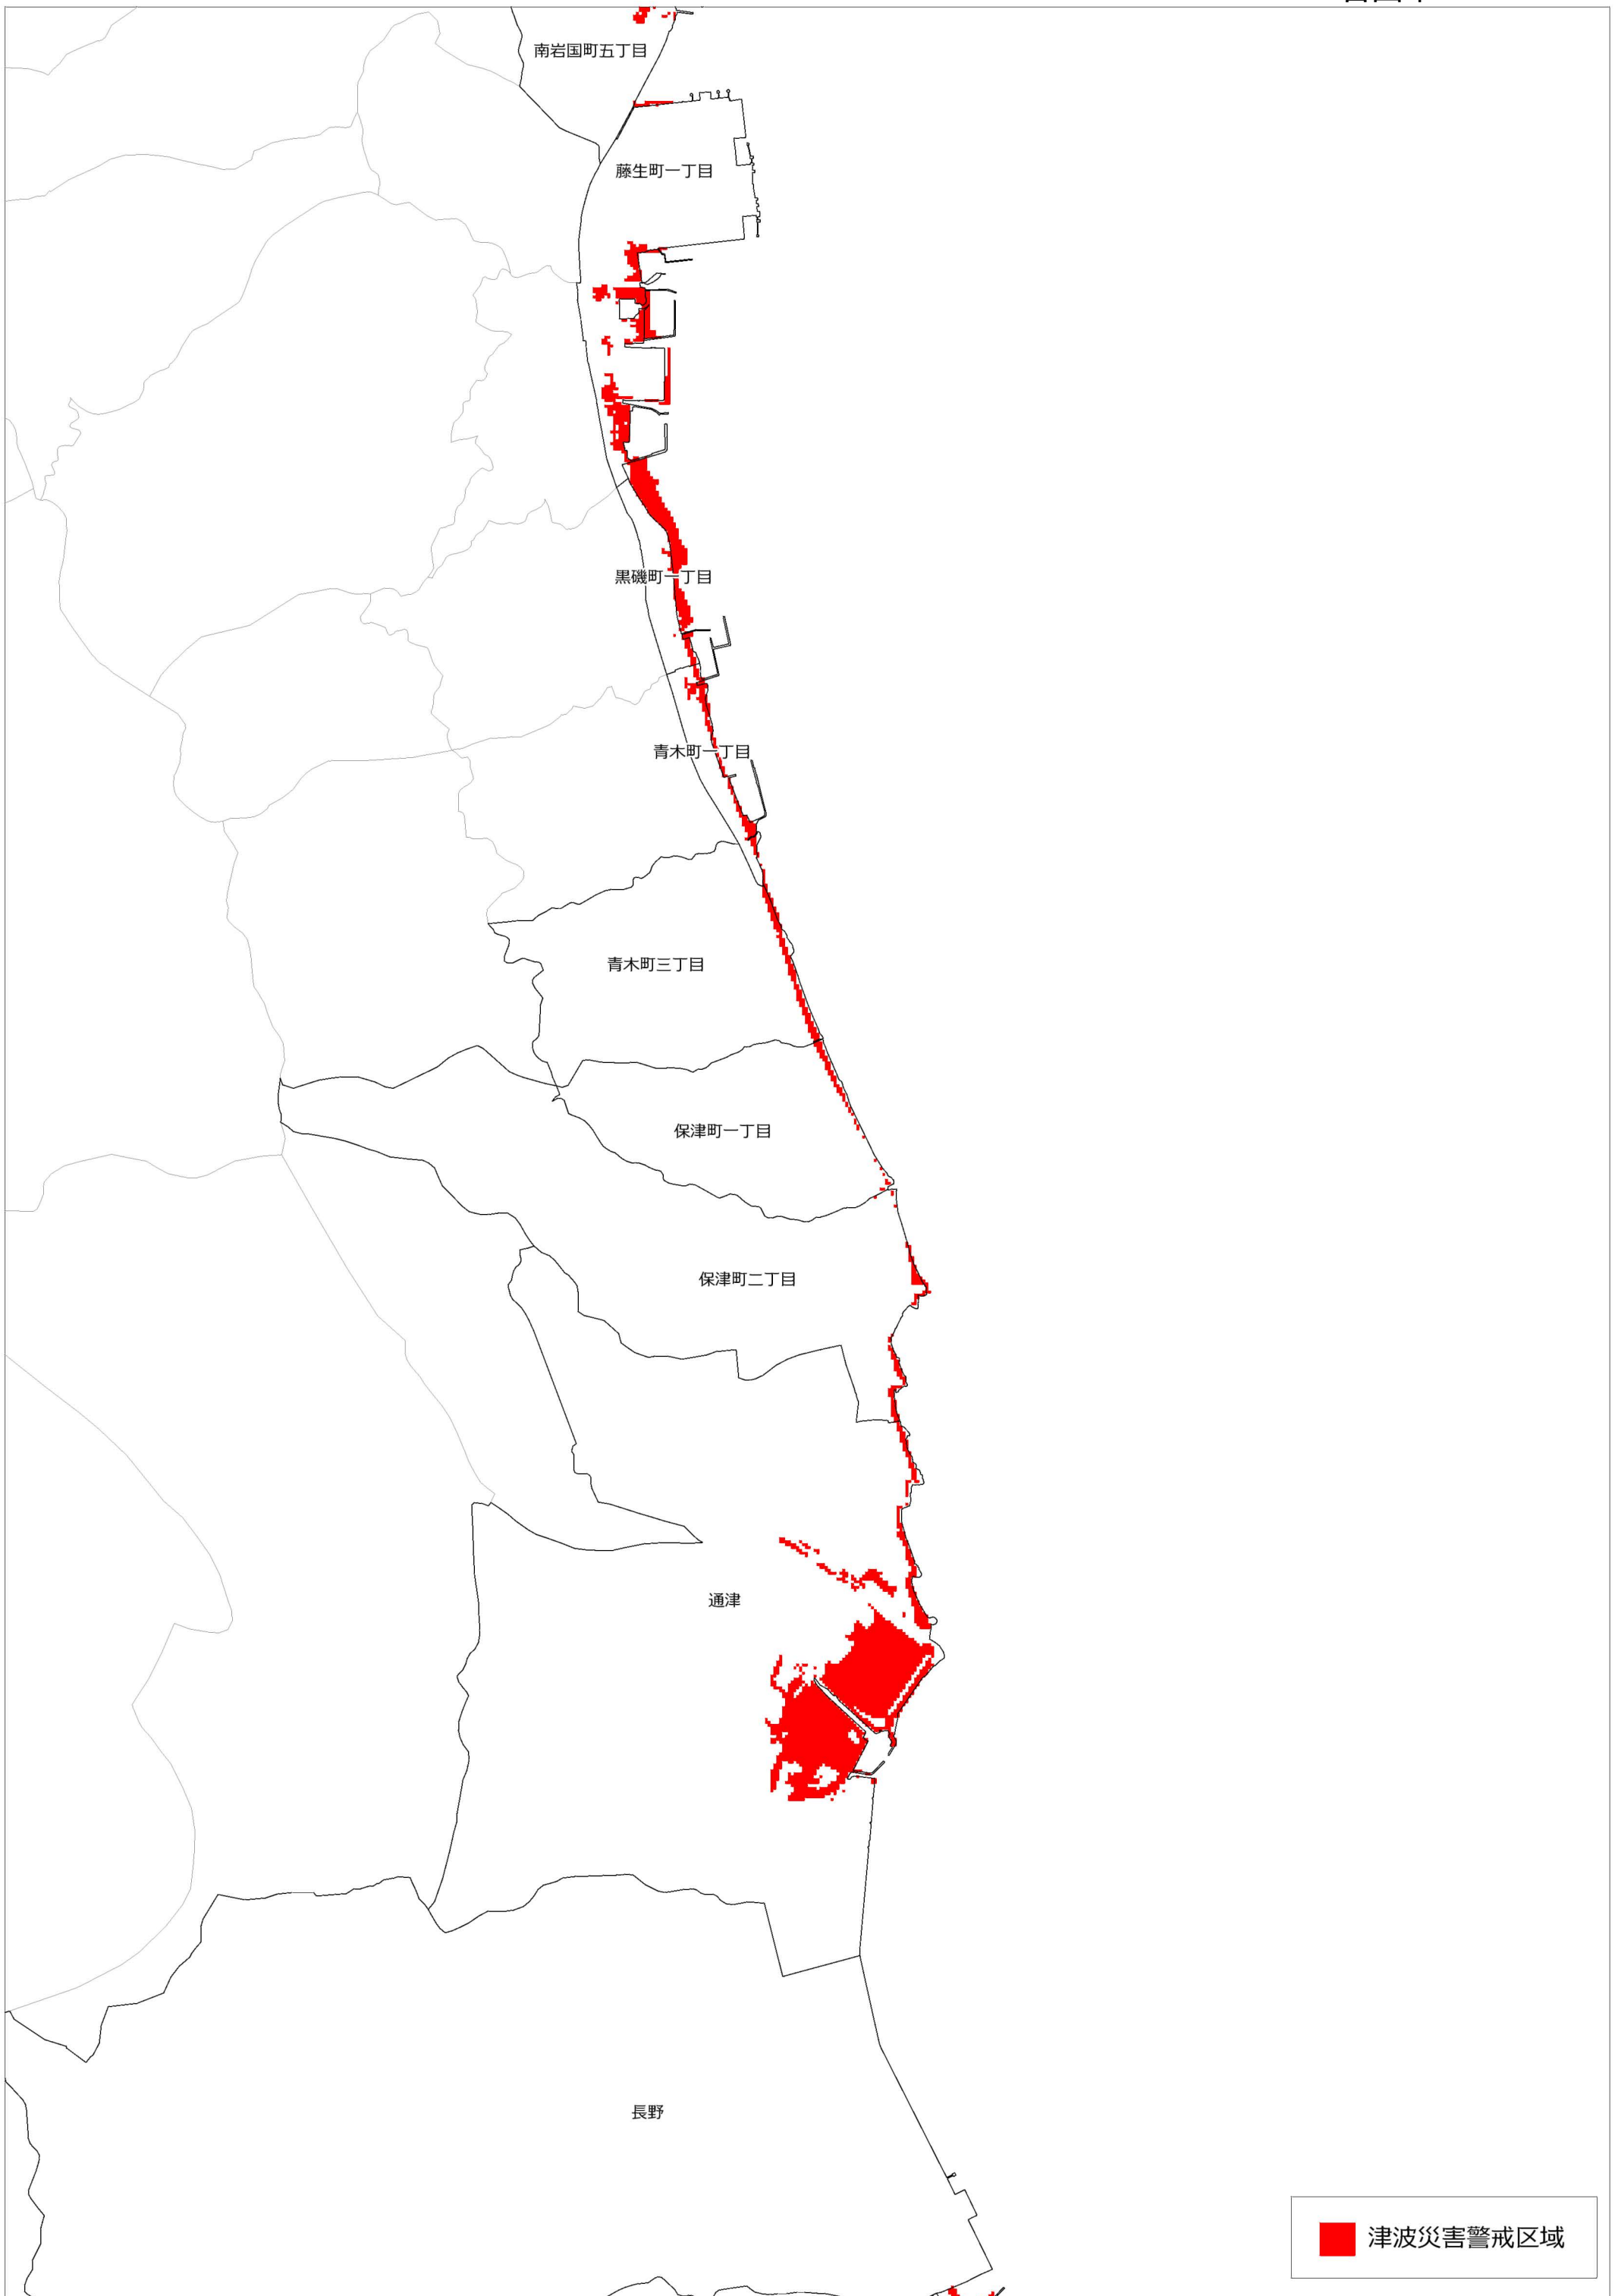 南岩国町五丁目
藤生町一丁目
黒磯町一丁目
青木町一丁目
青木町三丁目
保津町一丁目
保津町二丁目
通津
長野
津波災害警戒区域